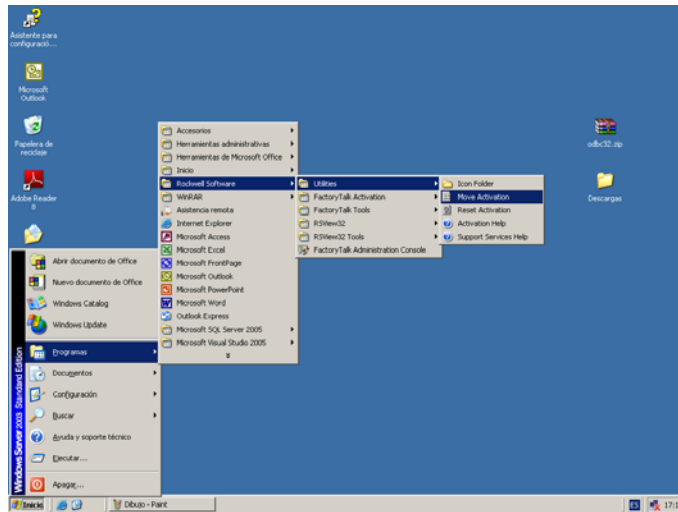 Asistente para
configuració...
Microsoft
Outlook
Papelera de
reciclaje
Adobe Reader
8
odbc32.zip
Descargas
Accesorios
Herramientas administrativas
Herramientas de Microsoft Office
Inicio
Rockwell Software
WinRAR
Asistencia remota
Internet Explorer
Microsoft Access
Microsoft Excel
Microsoft FrontPage
Microsoft Outlook
Microsoft PowerPoint
Microsoft Word
Outlook Express
Microsoft SQL Server 2005
Microsoft Visual Studio 2005
Utilities
FactoryTalk Activation
FactoryTalk Tools
RSView32
RSView32 Tools
FactoryTalk Administration Console
Icon Folder
Move Activation
Reset Activation
Activation Help
Support Services Help
Abrir documento de Office
Nuevo documento de Office
Windows Catalog
Windows Update
Programas
Documentos
Configuración
Buscar
Ayuda y soporte técnico
Ejecutar...
Apagar...
Windows Server 2003 Standard Edition
Inicio
Dibujo - Paint
ES